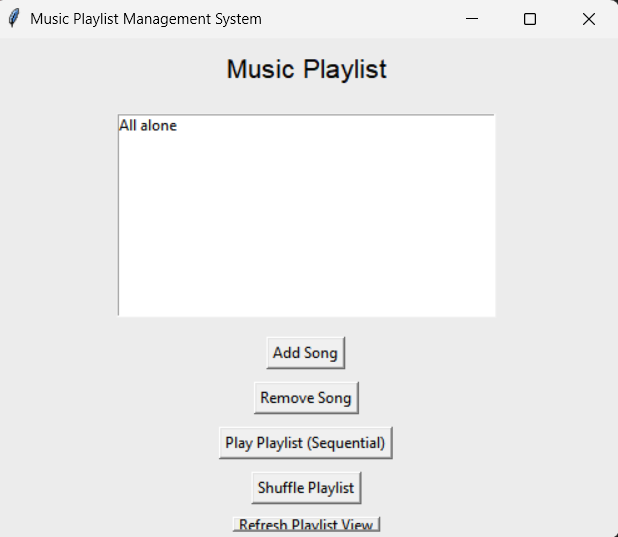 Music Playlist Management System
Music Playlist
All alone
Add Song
Remove Song
Play Playlist (Sequential)
Shuffle Playlist
Refresh Playlist View